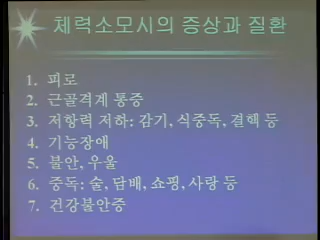 체력소모시의 증상과 질환
1. 피로
2. 근골격계 통증
3. 저항력 저하: 감기, 식중독, 결핵 등
4. 기능장애
5. 불안, 우울
6. 중독: 술, 담배, 쇼핑, 사랑 등
7. 건강불안증